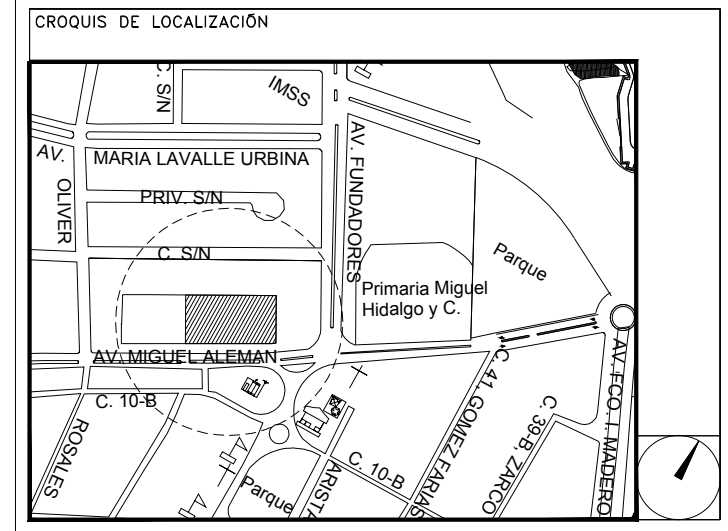 CROQUIS DE LOCALIZACIÓN
C. S/N
IMSS
AV.
MARIA LAVALLE URBINA
OLIVER
PRIV. S/N
AV. FUNDADORES
C. S/N
Parque
Primaria Miguel
Hidalgo y C.
AV. MIGUEL ALEMAN
C. 10-B
ROSALES
Parque
ARISTA
C. 10-B
C. 41, GOMEZ FARIAS
C. 39-B, ZARCO
AV. FCO. I. MADERO